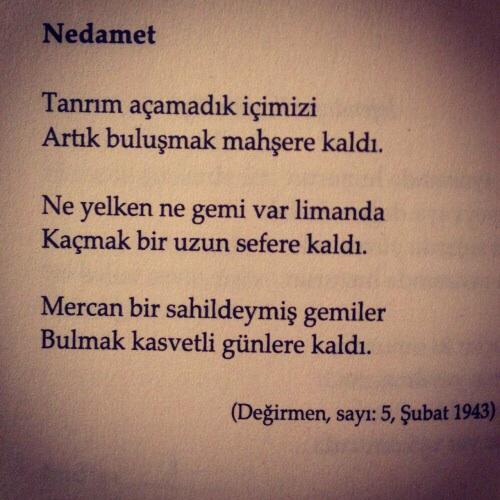 Nedamet
Tanrım açamadık içimizi
Artık buluşmak mahşere kaldı.
Ne yelken ne gemi var limanda
Kaçmak bir uzun sefere kaldı.
Mercan bir sahildeymiş gemiler
Bulmak kasvetli günlere kaldı.
(Değirmen, sayı: 5, Şubat 1943)